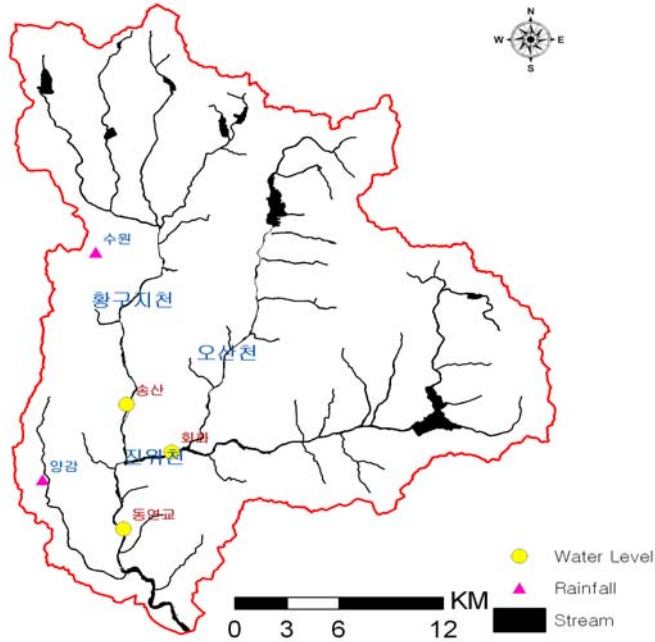 N
W E
S
수원
황구지천
오산천
송산
회화
진위천
양감
동연교
Water Level
Rainfall
Stream
KM
0 3 6 12